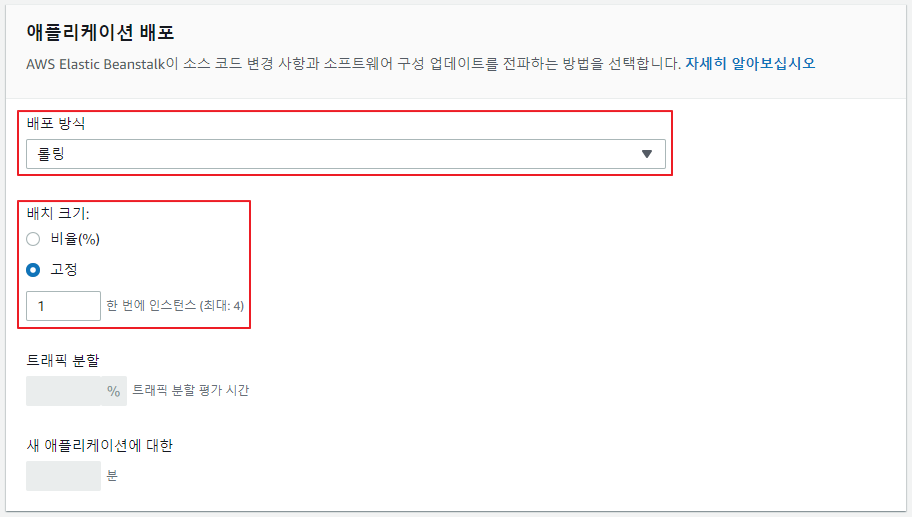 애플리케이션 배포
AWS Elastic Beanstalk이 소스 코드 변경 사항과 소프트웨어 구성 업데이트를 전파하는 방법을 선택합니다. 자세히 알아보십시오
배포 방식
롤링
배치 크기:
비율(%)
고정
1 한 번에 인스턴스 (최대: 4)
트래픽 분할
% 트래픽 분할 평가 시간
새 애플리케이션에 대한
분